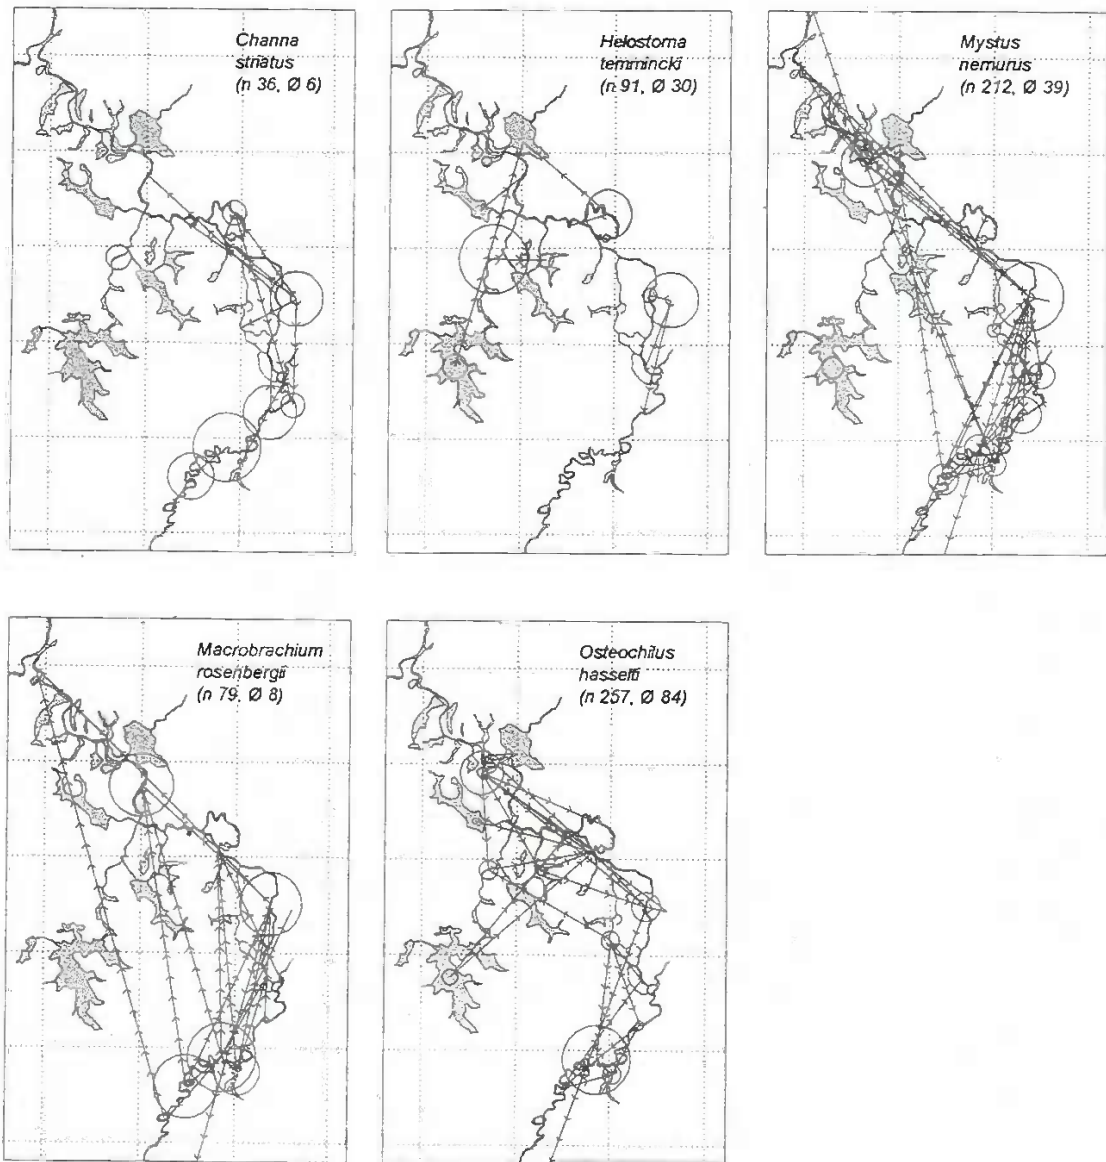 Channa
striatus
(n 36, Ø 6)
Helostoma
temmincki
(n 91, Ø 30)
Mystus
nemurus
(n 212, Ø 39)
Macrobrachium
rosenbergii
(n 79, Ø 8)
Osteochilus
hasselti
(n 257, Ø 84)